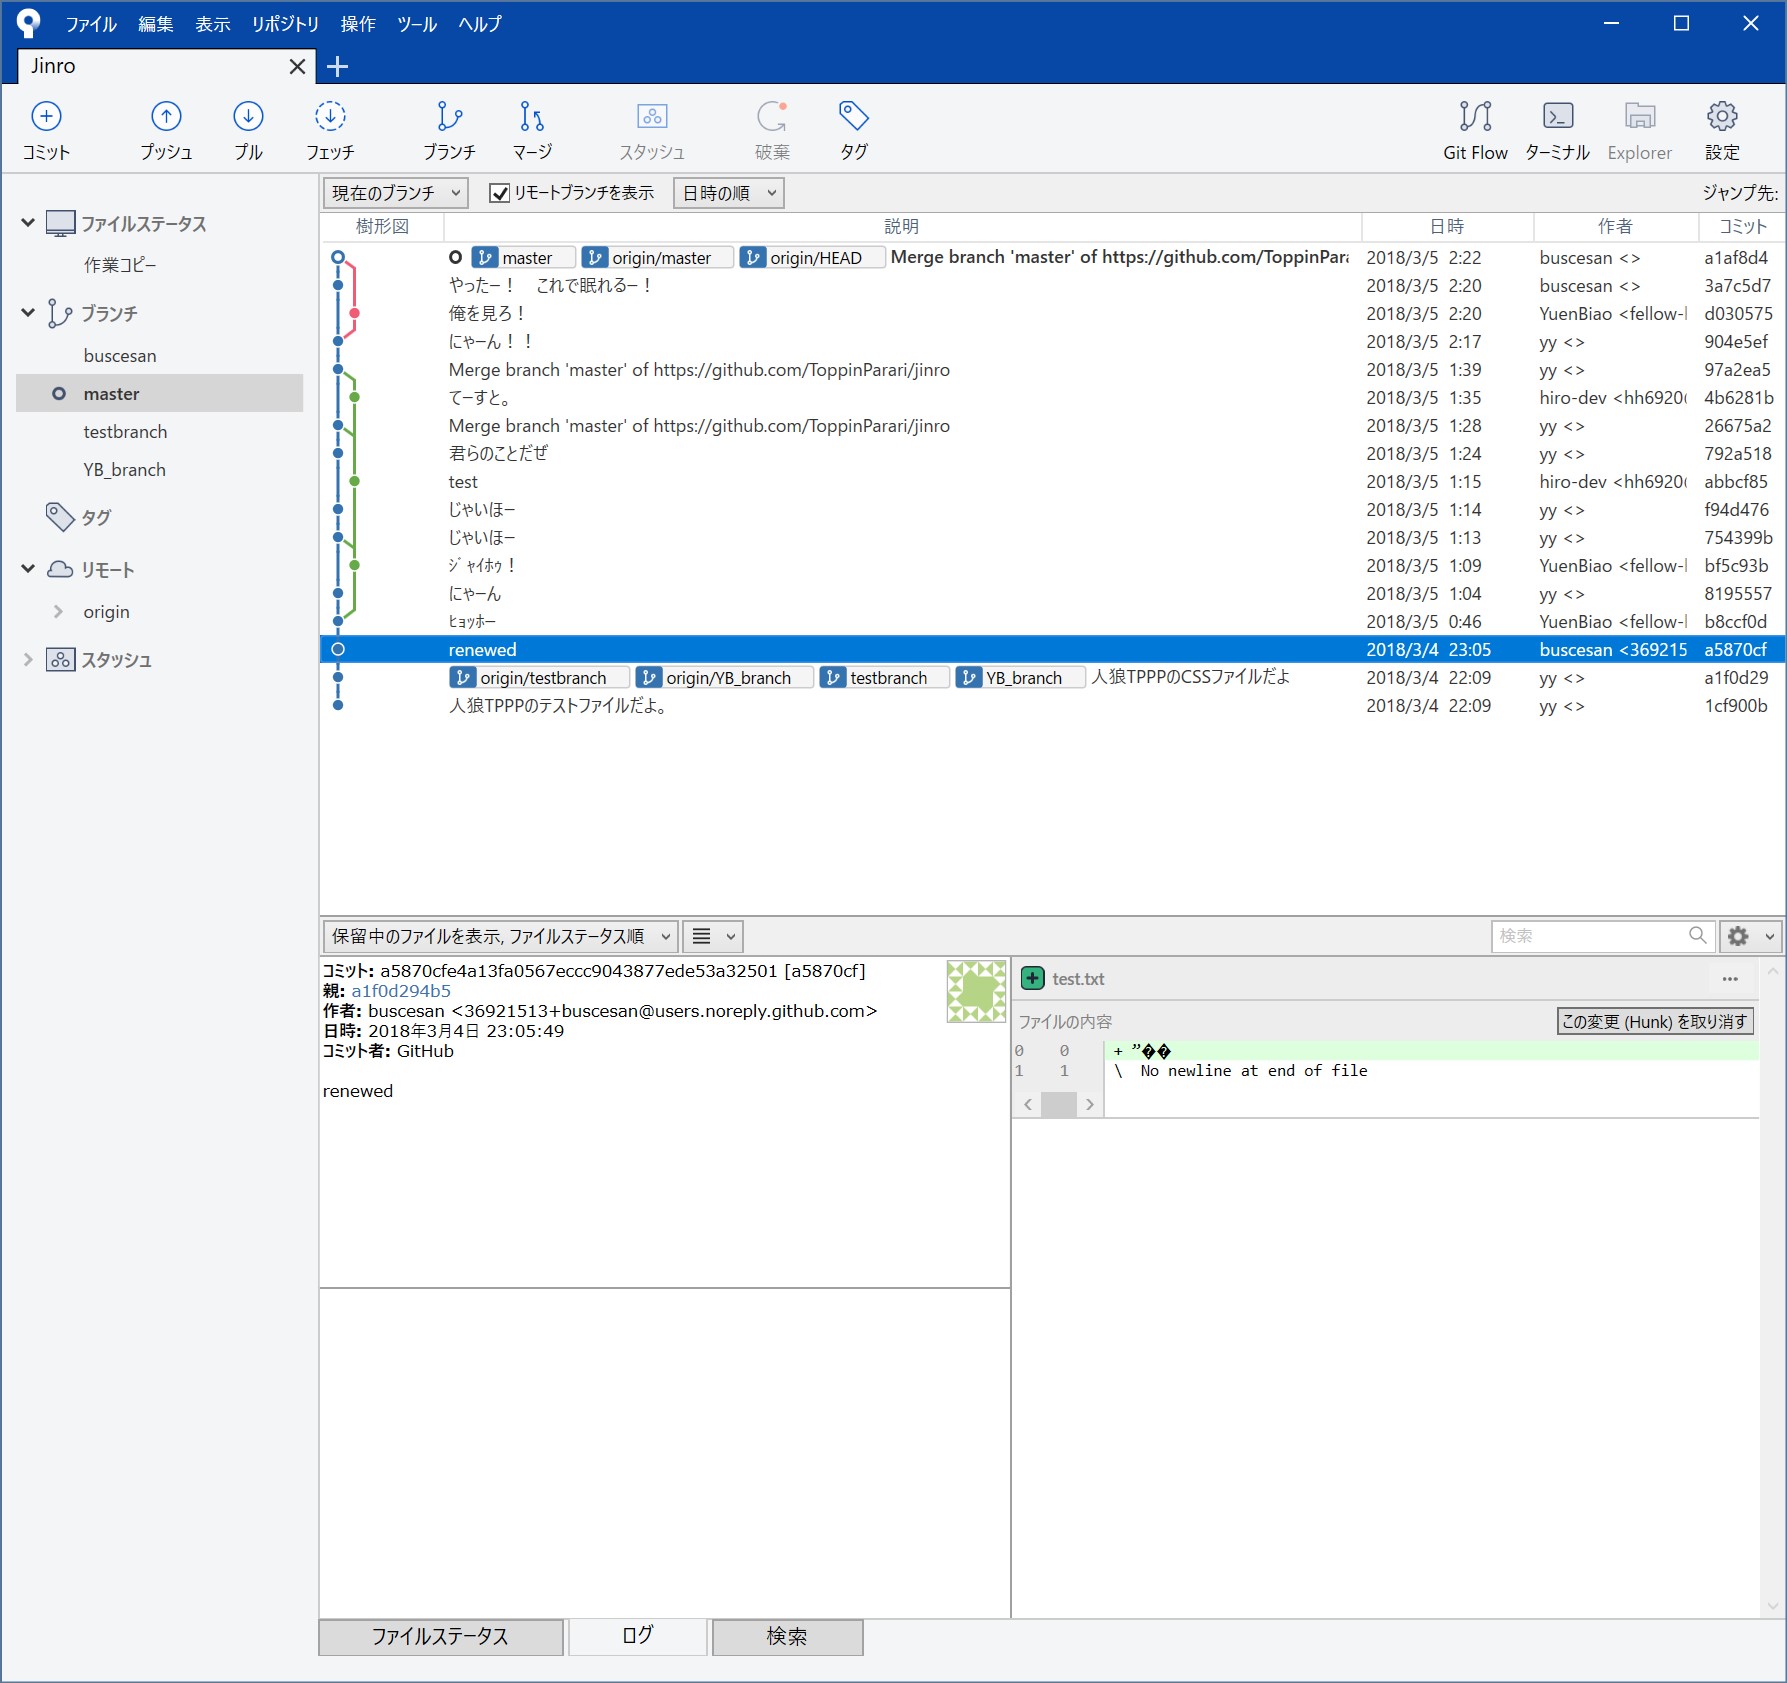 ファイル 編集 表示 リポジトリ 操作 ツール ヘルプ
Jinro
コミット プッシュ プル フェッチ ブランチ マージ スタッシュ 破棄 タグ Git Flow ターミナル Explorer 設定
現在のブランチ リモートブランチを表示 日時の順 ジャンプ先:
ファイルステータス
作業コピー
ブランチ
buscesan
master
testbranch
YB_branch
タグ
リモート
origin
スタッシュ
樹形図 説明 日時 作者 コミット
master origin/master origin/HEAD Merge branch 'master' of https://github.com/ToppinPara 2018/3/5 2:22 buscesan <> a1af8d4
やったー！ これで眠れるー！ 2018/3/5 2:20 buscesan <> 3a7c5d7
俺を見ろ！ 2018/3/5 2:20 YuenBiao <fellow- d030575
にゃーん！！ 2018/3/5 2:17 yy <> 904e5ef
Merge branch 'master' of https://github.com/ToppinParari/jinro 2018/3/5 1:39 yy <> 97a2ea5
てーすと。 2018/3/5 1:35 hiro-dev <hh6920 4b6281b
Merge branch 'master' of https://github.com/ToppinParari/jinro 2018/3/5 1:28 yy <> 26675a2
君らのことだぜ 2018/3/5 1:24 yy <> 792a518
test 2018/3/5 1:15 hiro-dev <hh6920 abbcf85
じゃいほー 2018/3/5 1:14 yy <> f94d476
じゃいほー 2018/3/5 1:13 yy <> 754399b
ｼﾞｬｲﾎｩ！ 2018/3/5 1:09 YuenBiao <fellow- bf5c93b
にゃーん 2018/3/5 1:04 yy <> 8195557
ﾋｮｯﾎｰ 2018/3/5 0:46 YuenBiao <fellow- b8ccf0d
renewed 2018/3/4 23:05 buscesan <369215 a5870cf
origin/testbranch origin/YB_branch testbranch YB_branch 人狼TPPPのCSSファイルだよ 2018/3/4 22:09 yy <> a1f0d29
人狼TPPPのテストファイルだよ。 2018/3/4 22:09 yy <> 1cf900b
保留中のファイルを表示, ファイルステータス順 検索
コミット: a5870cfe4a13fa0567eccc9043877ede53a32501 [a5870cf]
親: a1f0d294b5
作者: buscesan <36921513+buscesan@users.noreply.github.com>
日時: 2018年3月4日 23:05:49
コミット者: GitHub
renewed
test.txt
ファイルの内容 この変更 (Hunk) を取り消す
0 0 + ”��
1 1 \ No newline at end of file
ファイルステータス ログ 検索